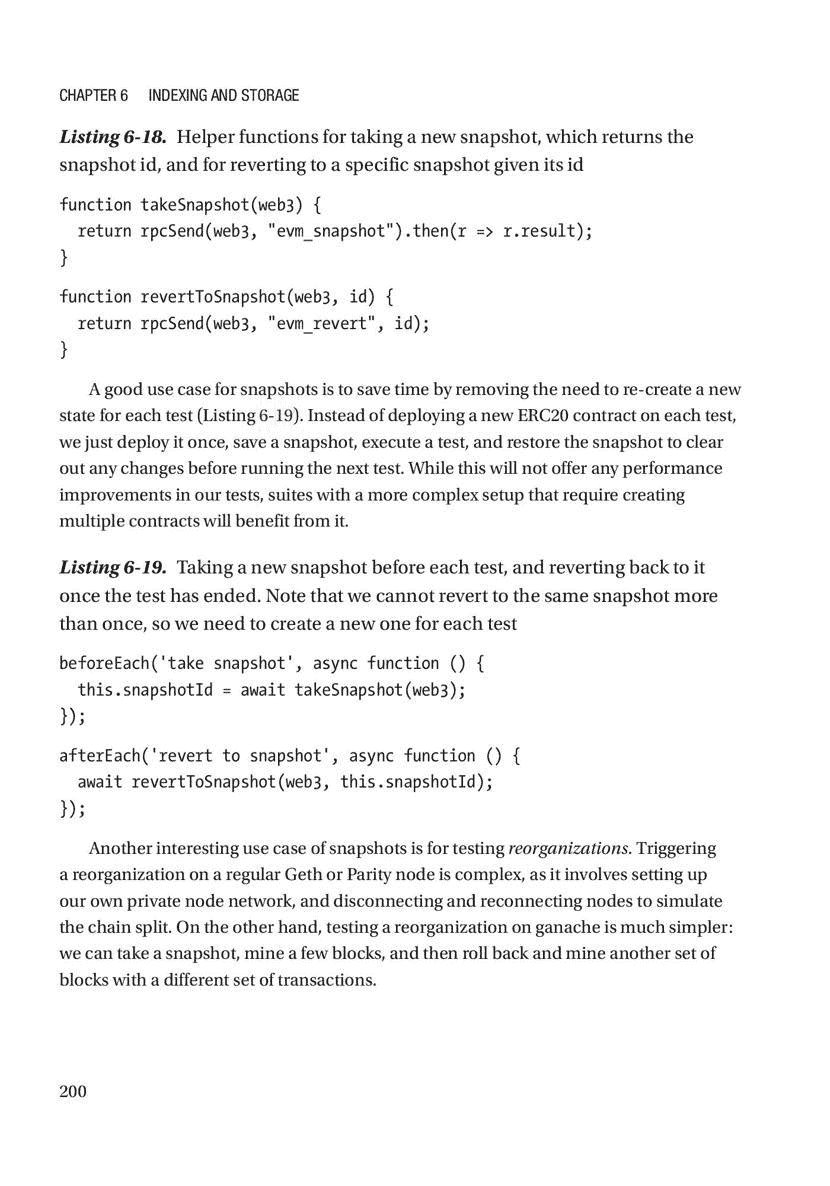 CHAPTER 6 INDEXING AND STORAGE
Listing 6-18. Helper functions for taking a new snapshot, which returns the
snapshot id, and for reverting to a specific snapshot given its id
function takeSnapshot(web3) {
  return rpcSend(web3, "evm_snapshot").then(r => r.result);
}
function revertToSnapshot(web3, id) {
  return rpcSend(web3, "evm_revert", id);
}
A good use case for snapshots is to save time by removing the need to re-create a new
state for each test (Listing 6-19). Instead of deploying a new ERC20 contract on each test,
we just deploy it once, save a snapshot, execute a test, and restore the snapshot to clear
out any changes before running the next test. While this will not offer any performance
improvements in our tests, suites with a more complex setup that require creating
multiple contracts will benefit from it.
Listing 6-19. Taking a new snapshot before each test, and reverting back to it
once the test has ended. Note that we cannot revert to the same snapshot more
than once, so we need to create a new one for each test
beforeEach('take snapshot', async function () {
  this.snapshotId = await takeSnapshot(web3);
});
afterEach('revert to snapshot', async function () {
  await revertToSnapshot(web3, this.snapshotId);
});
Another interesting use case of snapshots is for testing reorganizations. Triggering
a reorganization on a regular Geth or Parity node is complex, as it involves setting up
our own private node network, and disconnecting and reconnecting nodes to simulate
the chain split. On the other hand, testing a reorganization on ganache is much simpler:
we can take a snapshot, mine a few blocks, and then roll back and mine another set of
blocks with a different set of transactions.
200